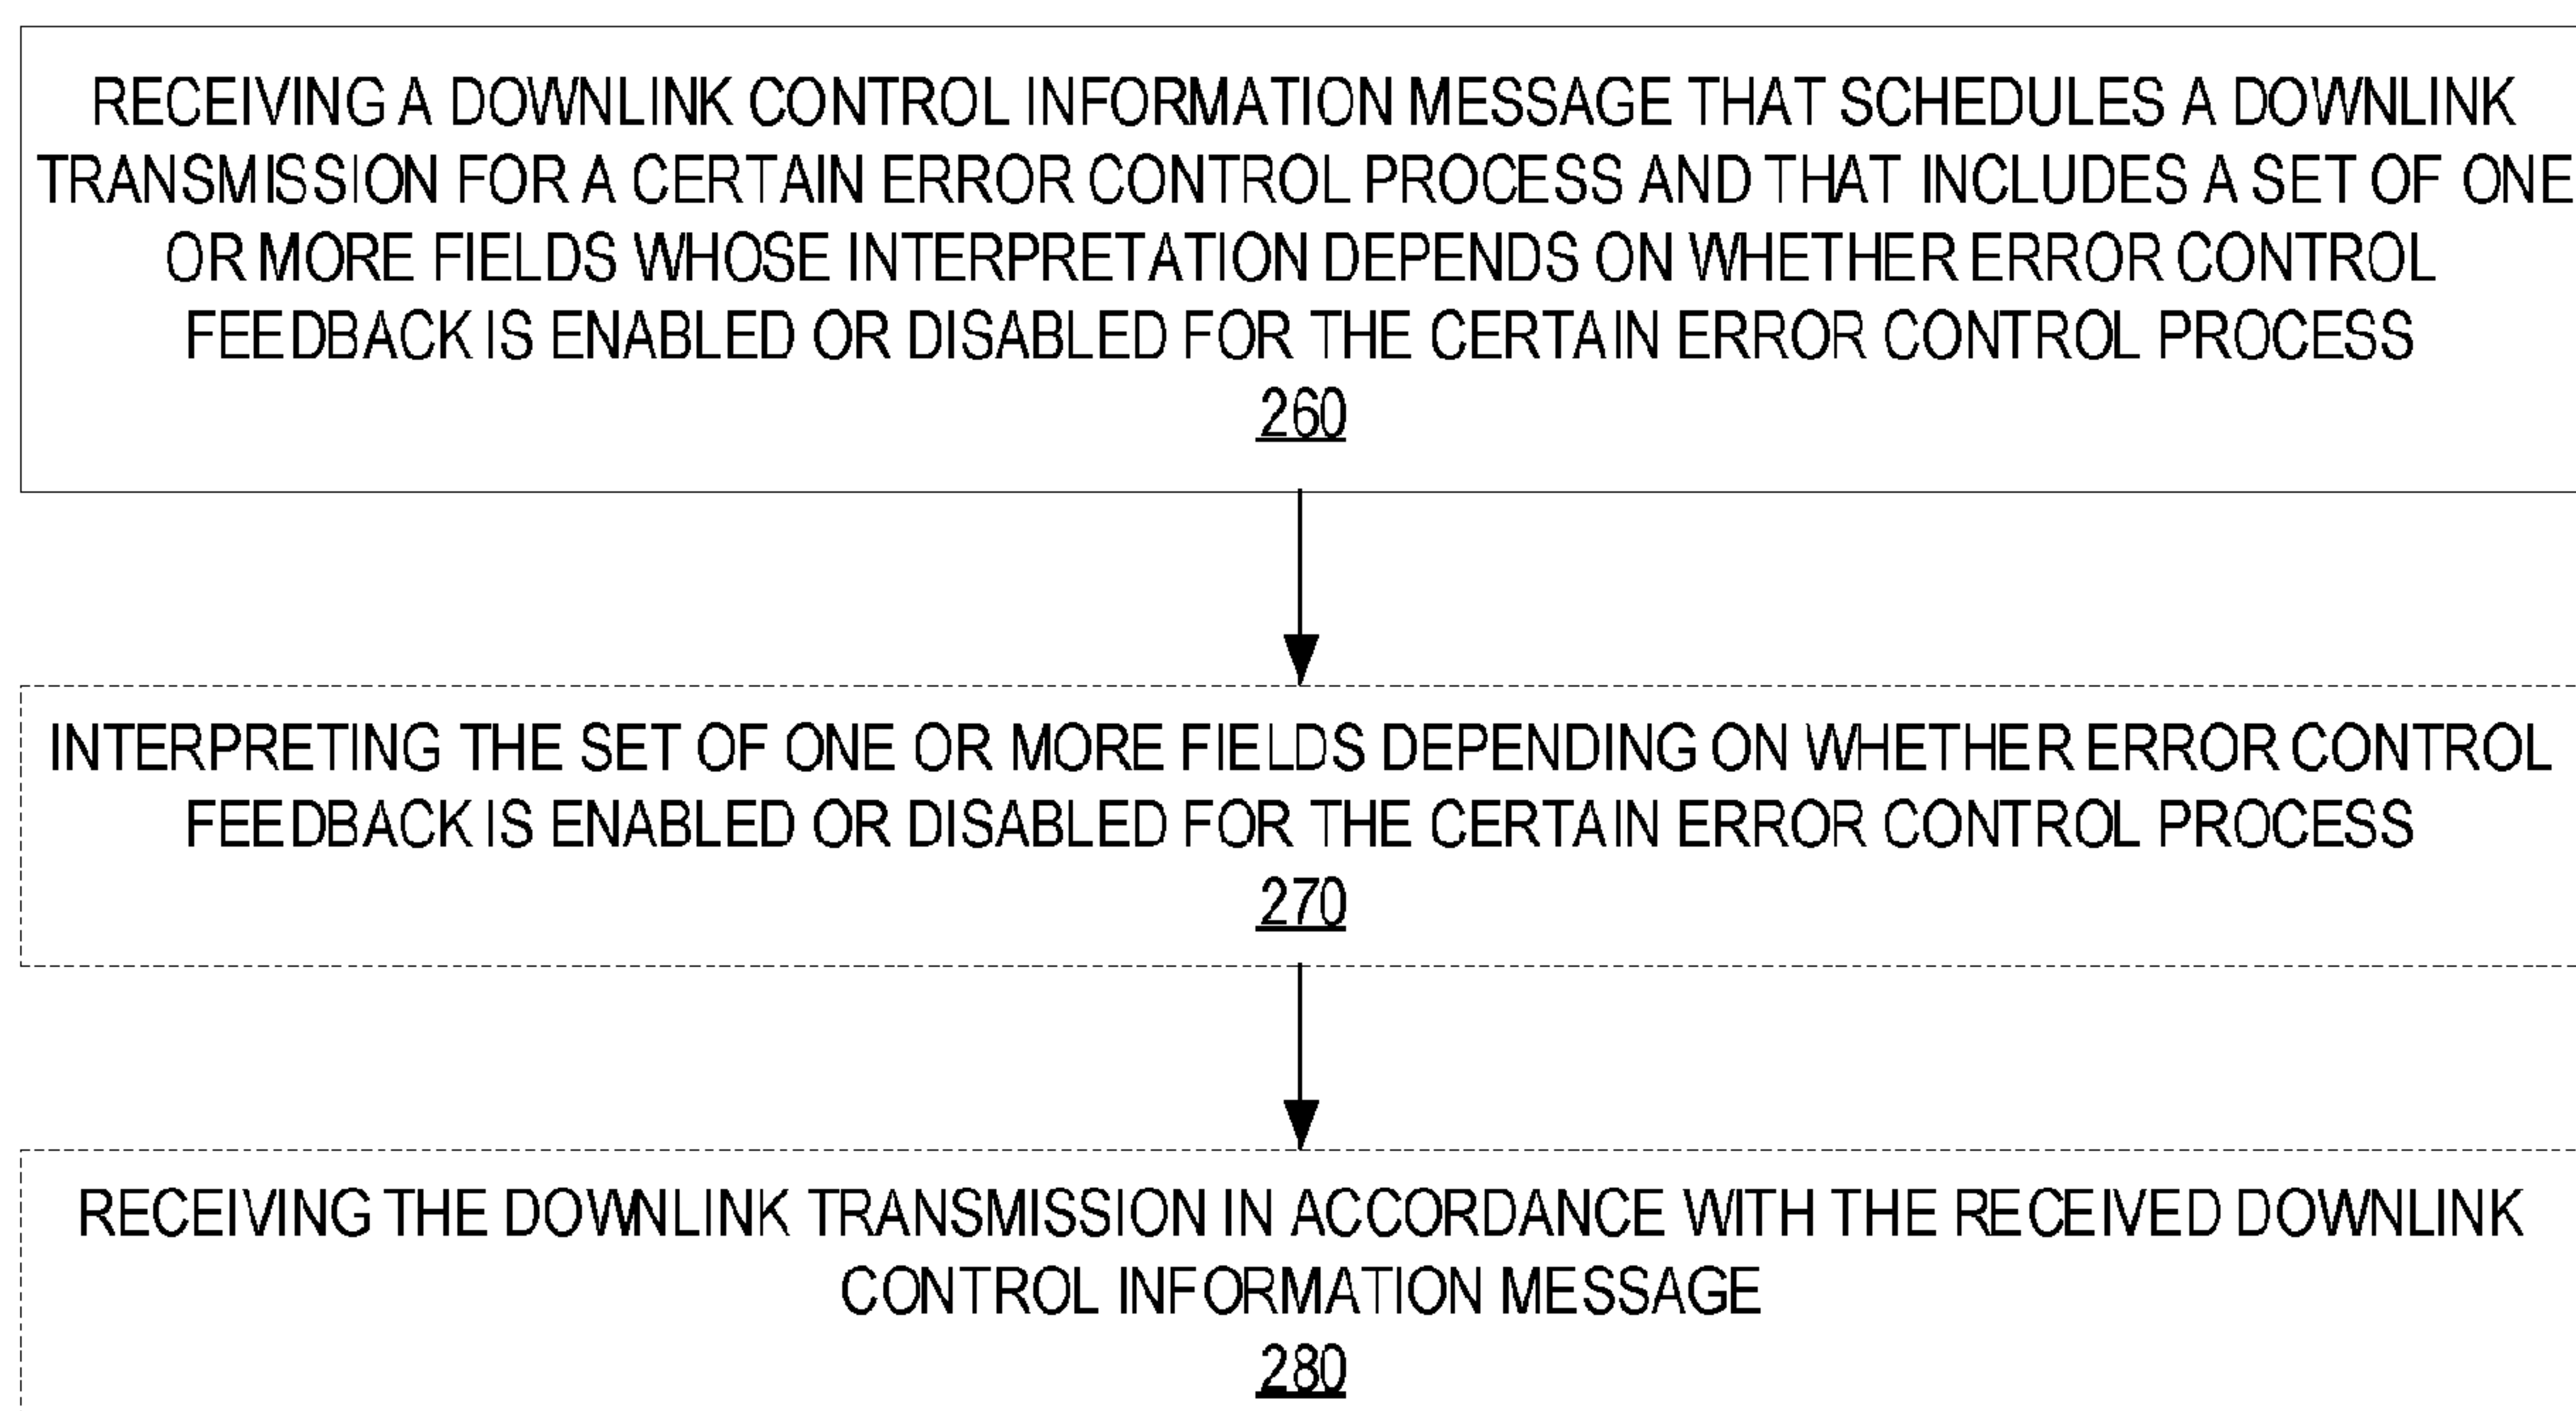 RECEIVING A DOWNLINK CONTROL INFORMATION MESSAGE THAT SCHEDULES A DOWNLINK
TRANSMISSION FOR A CERTAIN ERROR CONTROL PROCESS AND THAT INCLUDES A SET OF ONE
OR MORE FIELDS WHOSE INTERPRETATION DEPENDS ON WHETHER ERROR CONTROL
FEEDBACK IS ENABLED OR DISABLED FOR THE CERTAIN ERROR CONTROL PROCESS
260
INTERPRETING THE SET OF ONE OR MORE FIELDS DEPENDING ON WHETHER ERROR CONTROL
FEEDBACK IS ENABLED OR DISABLED FOR THE CERTAIN ERROR CONTROL PROCESS
270
RECEIVING THE DOWNLINK TRANSMISSION IN ACCORDANCE WITH THE RECEIVED DOWNLINK
CONTROL INFORMATION MESSAGE
280